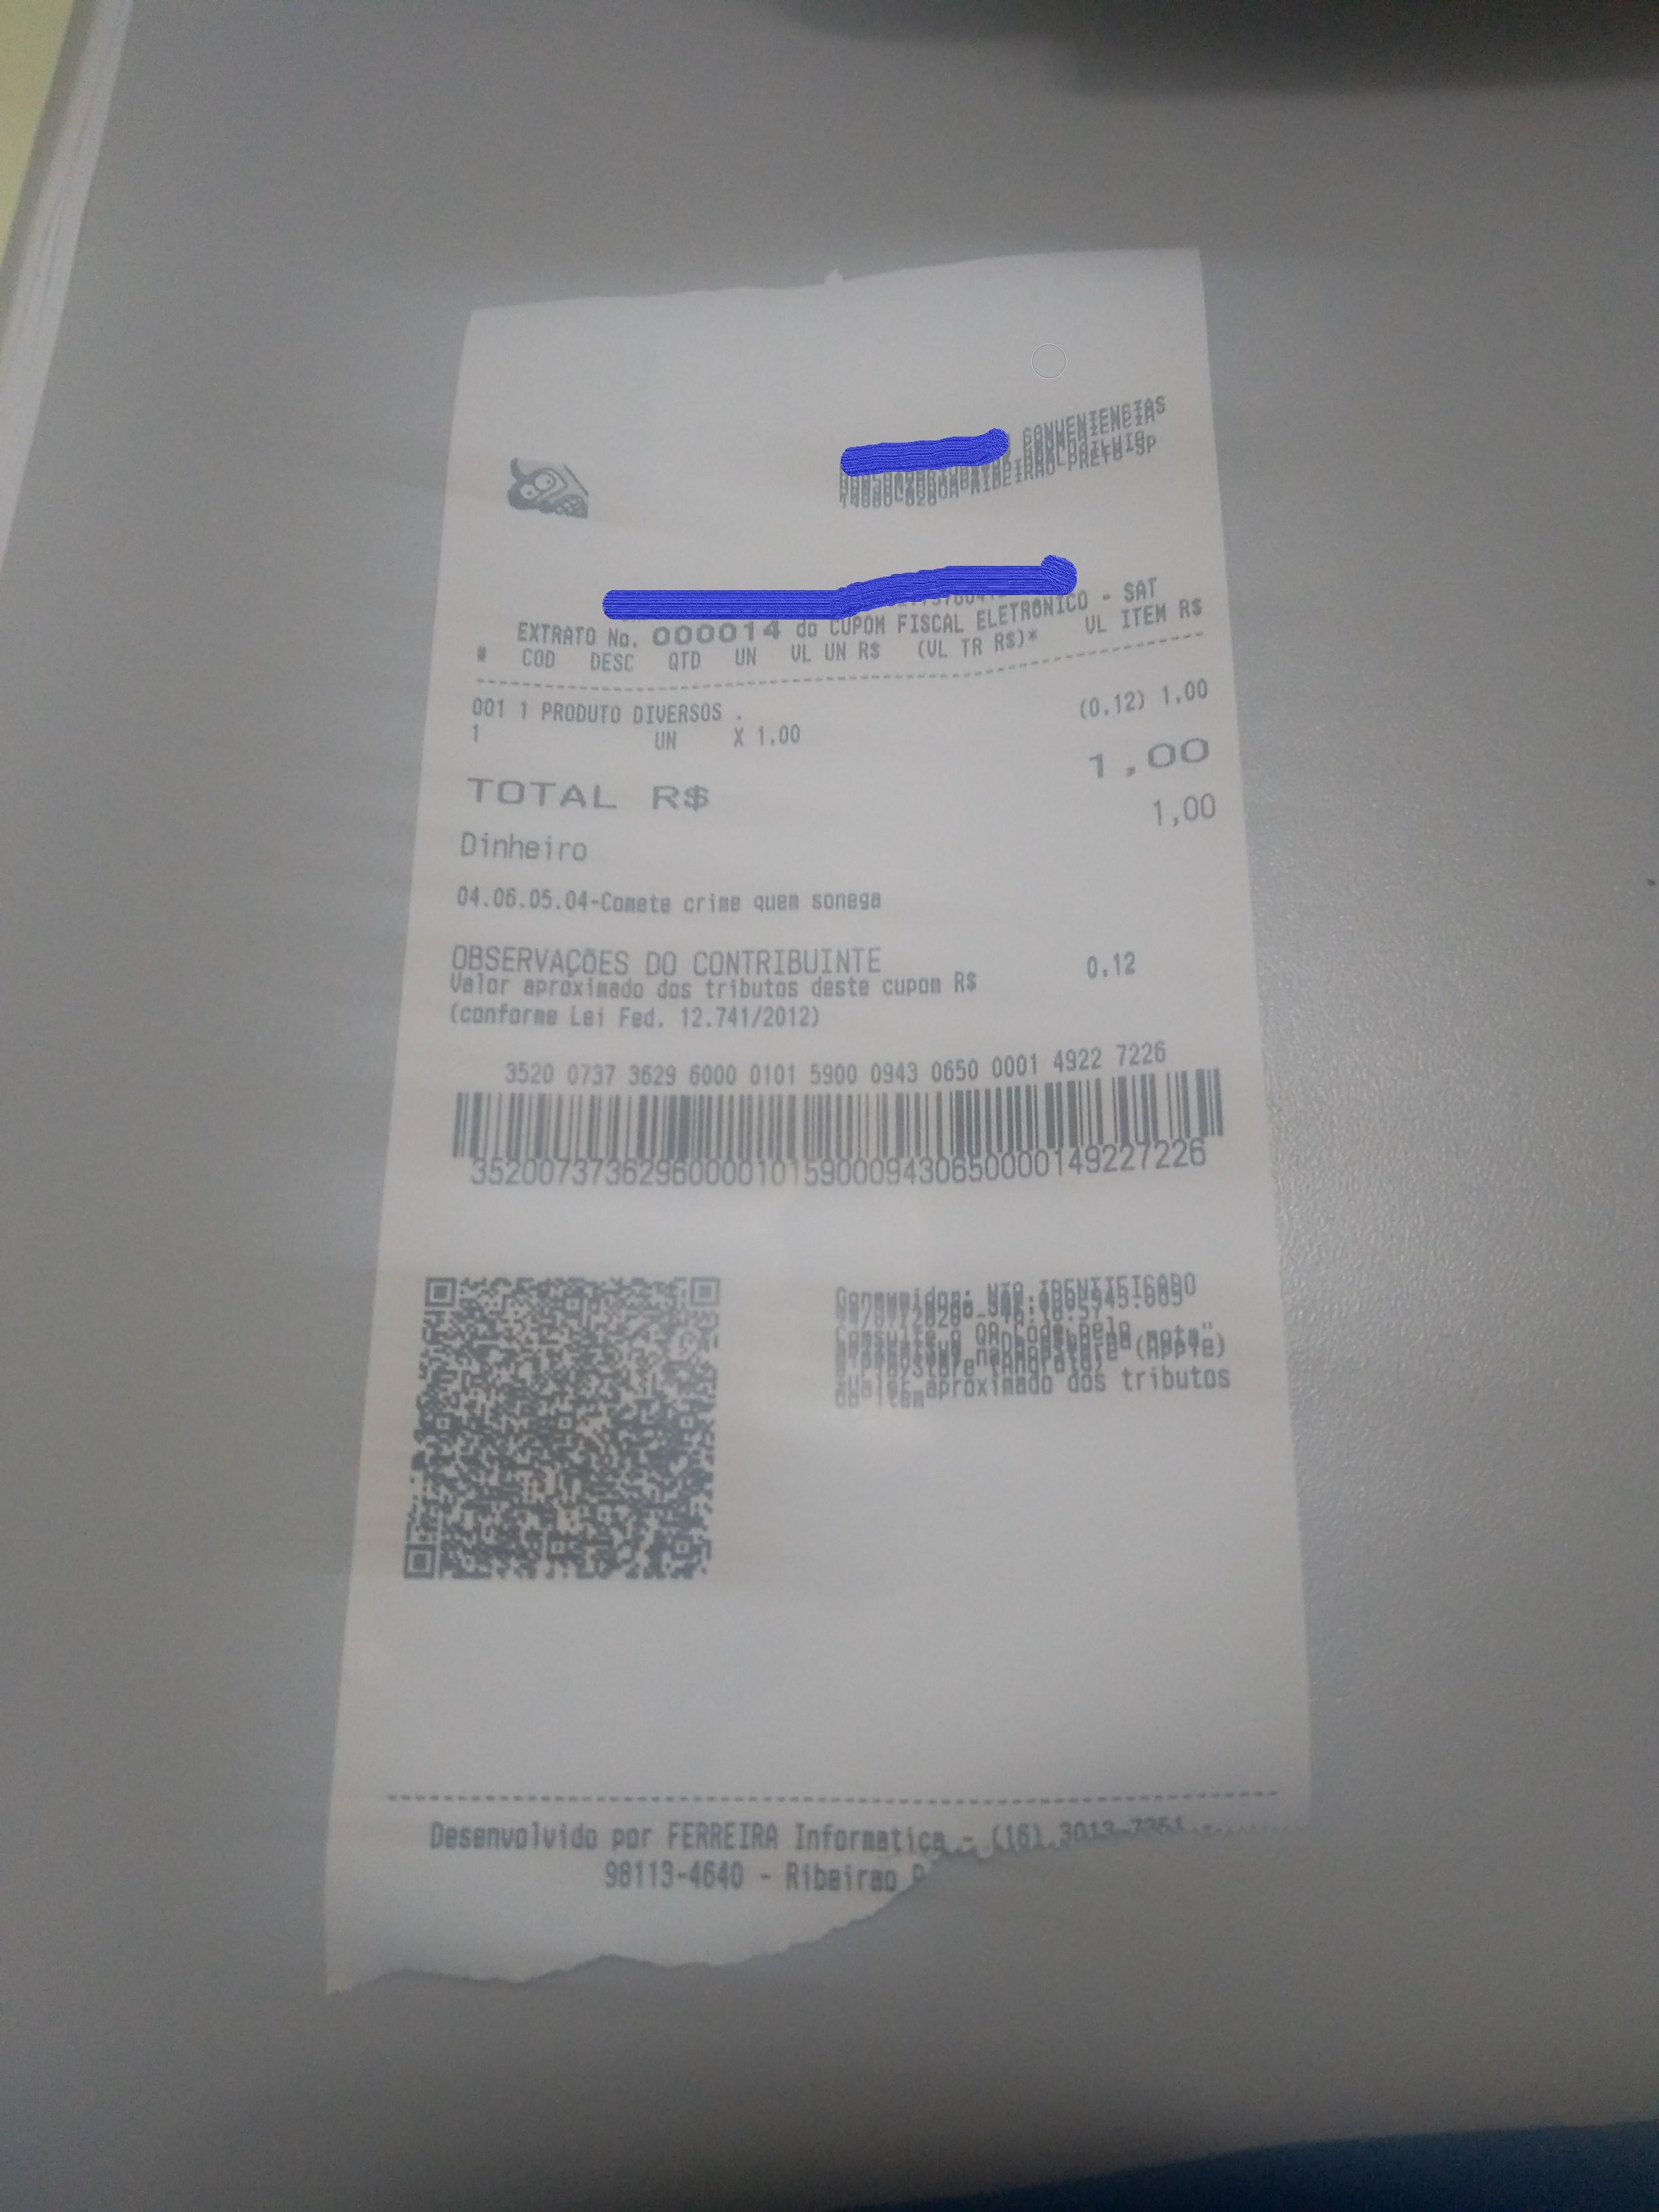 CONVENIENCIAS
RIBEIRAO PRETO-SP
EXTRATO No. 000014 do CUPOM FISCAL ELETRONICO - SAT
# COD DESC QTD UN VL UN R$ (VL TR R$)* VL ITEM R$
001 1 PRODUTO DIVERSOS . (0,12) 1,00
1 UN X 1,00
TOTAL R$ 1,00
Dinheiro 1,00
04.06.05.04-Comete crime quem sonega
OBSERVAÇÕES DO CONTRIBUINTE
Valor aproximado dos tributos deste cupom R$ 0,12
(conforme Lei Fed. 12.741/2012)
3520 0737 3629 6000 0101 5900 0943 0650 0001 4922 7226
35200737362960000101590009430650000149227226
aproximado dos tributos
Desenvolvido por FERREIRA Informatica - (16) 3013-7351
98113-4640 - Ribeirao P